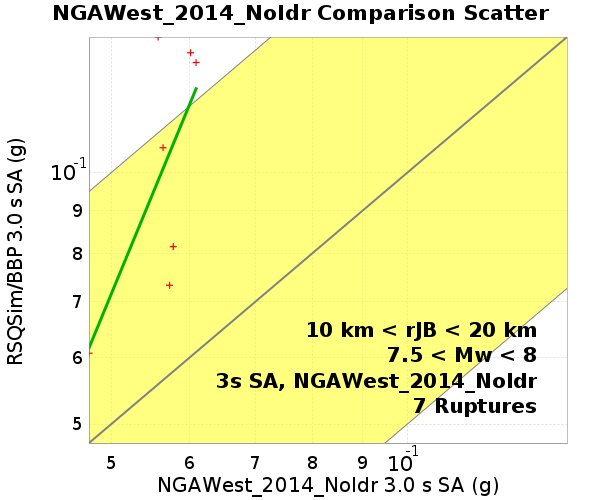 NGAWest_2014_NoIdr Comparison Scatter
RSQSim/BBP 3.0 s SA (g)
10-1
9
8
7
6
5
10 km < rJB < 20 km
7.5 < Mw < 8
3s SA, NGAWest_2014_NoIdr
7 Ruptures
5 6 7 8 9 10-1
NGAWest_2014_NoIdr 3.0 s SA (g)